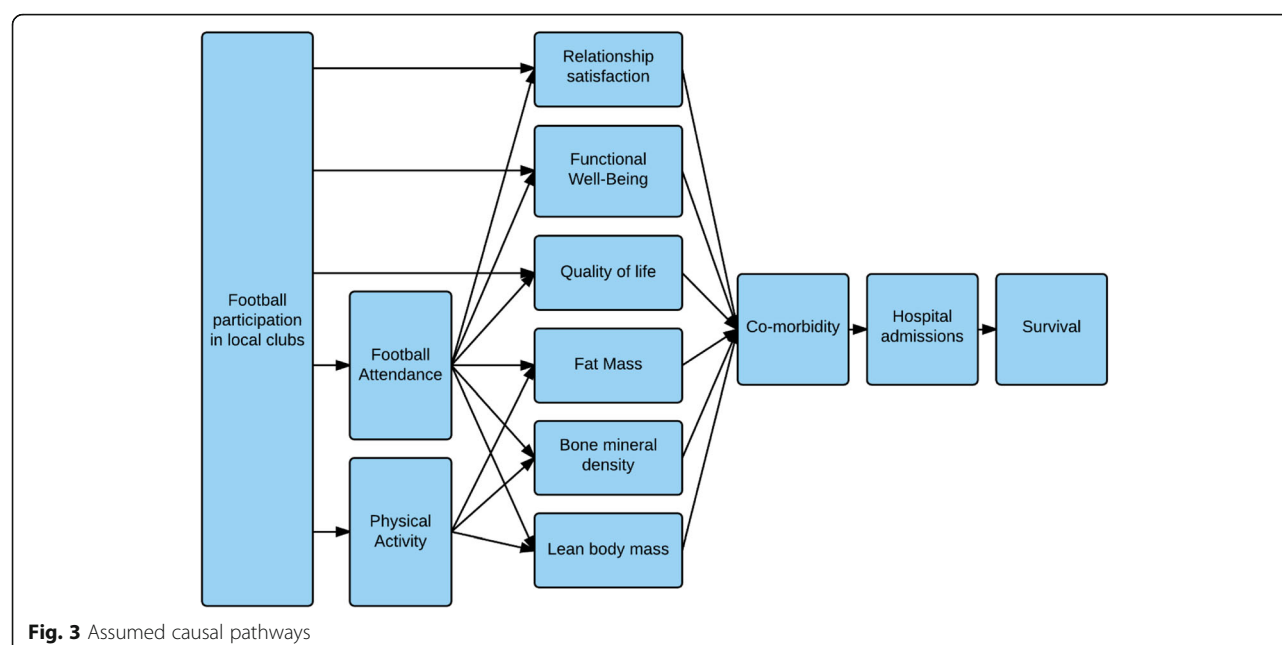 Football
participation
in local clubs
Football
Attendance
Physical
Activity
Relationship
satisfaction
Functional
Well-Being
Quality of life
Fat Mass
Bone mineral
density
Lean body mass
Co-morbidity
Hospital
admissions
Survival
Fig. 3 Assumed causal pathways